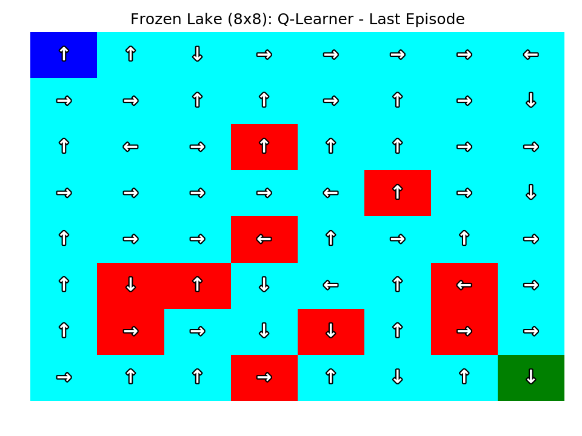 Frozen Lake (8x8): Q-Learner - Last Episode
↑ ↑ ↓ → → → → ←
→ → ↑ ↑ → ↑ → ↓
↑ ← → ↑ ↑ ↑ → →
→ → → → ← ↑ → ↓
↑ → → ← ↑ → ↑ →
↑ ↓ ↑ ↓ ← ↑ ← →
↑ → → ↓ ↓ ↑ → →
→ ↑ ↑ → ↑ ↓ ↑ ↓